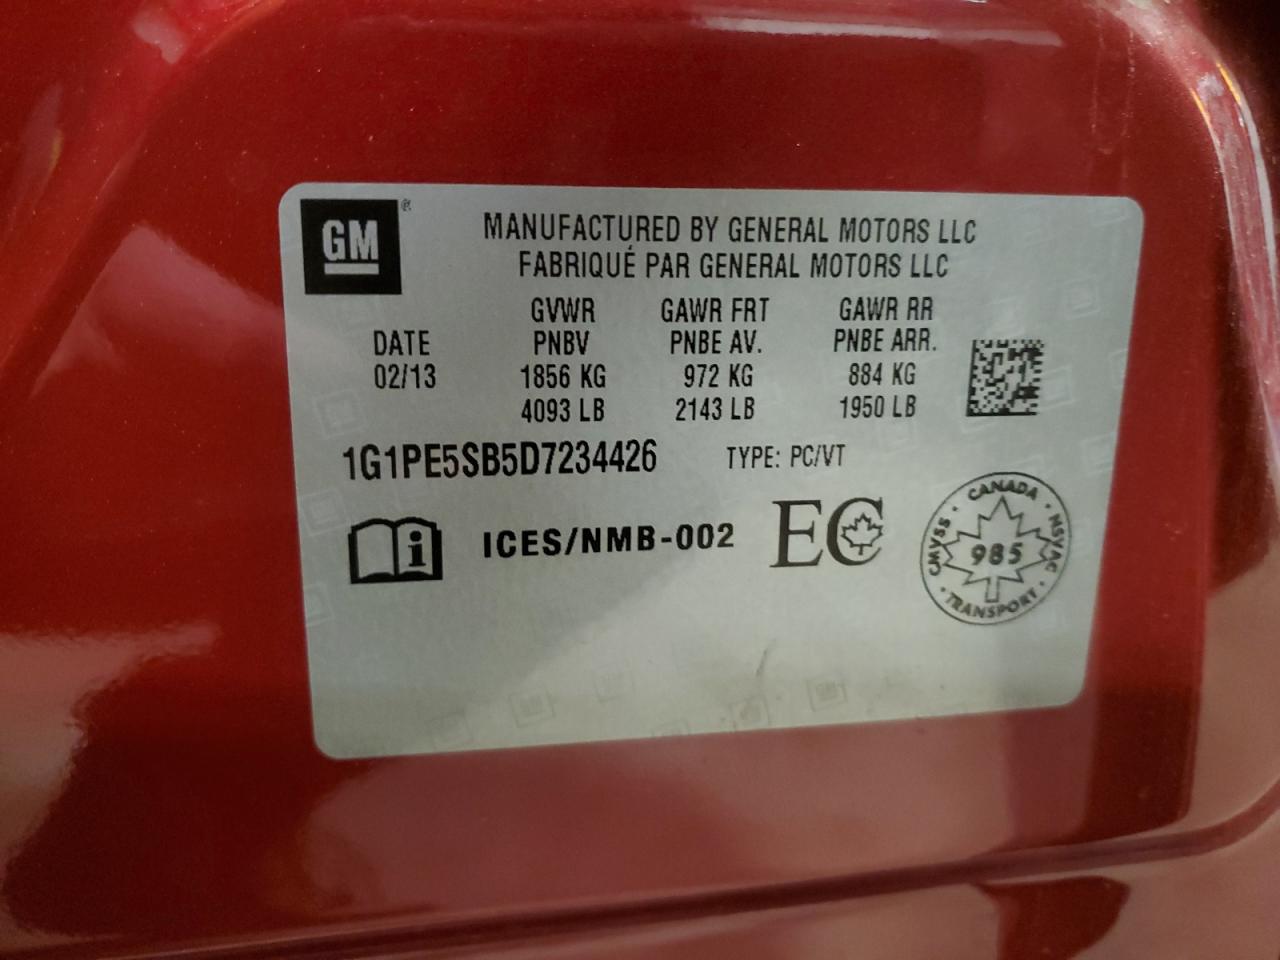 GM
MANUFACTURED BY GENERAL MOTORS LLC
FABRIQUÉ PAR GENERAL MOTORS LLC
GVWR GAWR FRT GAWR RR
DATE PNBV PNBE AV. PNBE ARR.
02/13 1856 KG 972 KG 884 KG
4093 LB 2143 LB 1950 LB
1G1PE5SB5D7234426 TYPE: PC/VT
i ICES/NMB-002 EC
CANADA
CMVSS 985 NSVAC
TRANSPORT